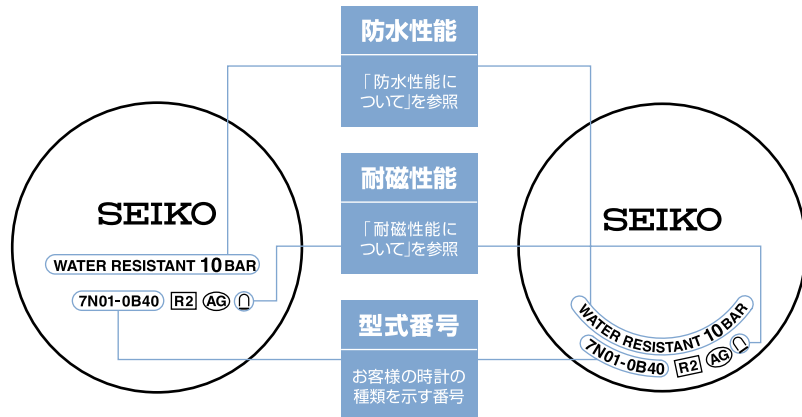 防水性能
「防水性能に
ついて」を参照
耐磁性能
「耐磁性能に
ついて」を参照
型式番号
お客様の時計の
種類を示す番号
SEIKO
WATER RESISTANT 10 BAR
7N01-0B40 R2 AG
SEIKO
WATER RESISTANT 10 BAR
7N01-0B40 R2 AG